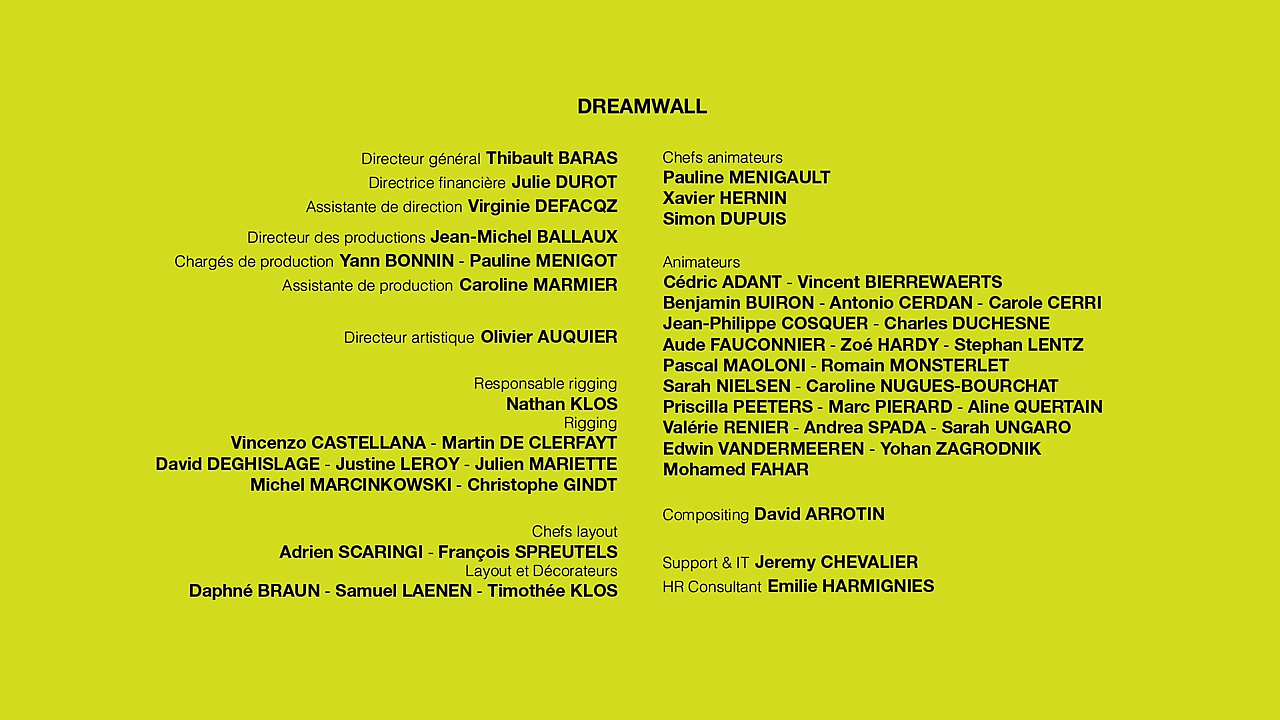 DREAMWALL
Directeur général Thibault BARAS
Directrice financière Julie DUROT
Assistante de direction Virginie DEFACQZ
Directeur des productions Jean-Michel BALLAUX
Chargés de production Yann BONNIN - Pauline MENIGOT
Assistante de production Caroline MARMIER
Directeur artistique Olivier AUQUIER
Responsable rigging
Nathan KLOS
Rigging
Vincenzo CASTELLANA - Martin DE CLERFAYT
David DEGHISLAGE - Justine LEROY - Julien MARIETTE
Michel MARCINKOWSKI - Christophe GINDT
Chefs layout
Adrien SCARINGI - François SPREUTELS
Layout et Décorateurs
Daphné BRAUN - Samuel LAENEN - Timothée KLOS
Chefs animateurs
Pauline MENIGAULT
Xavier HERNIN
Simon DUPUIS
Animateurs
Cédric ADANT - Vincent BIERREWAERTS
Benjamin BUIRON - Antonio CERDAN - Carole CERRI
Jean-Philippe COSQUER - Charles DUCHESNE
Aude FAUCONNIER - Zoé HARDY - Stephan LENTZ
Pascal MAOLONI - Romain MONSTERLET
Sarah NIELSEN - Caroline NUGUES-BOURCHAT
Priscilla PEETERS - Marc PIERARD - Aline QUERTAIN
Valérie RENIER - Andrea SPADA - Sarah UNGARO
Edwin VANDERMEEREN - Yohan ZAGRODNIK
Mohamed FAHAR
Compositing David ARROTIN
Support & IT Jeremy CHEVALIER
HR Consultant Emilie HARMIGNIES